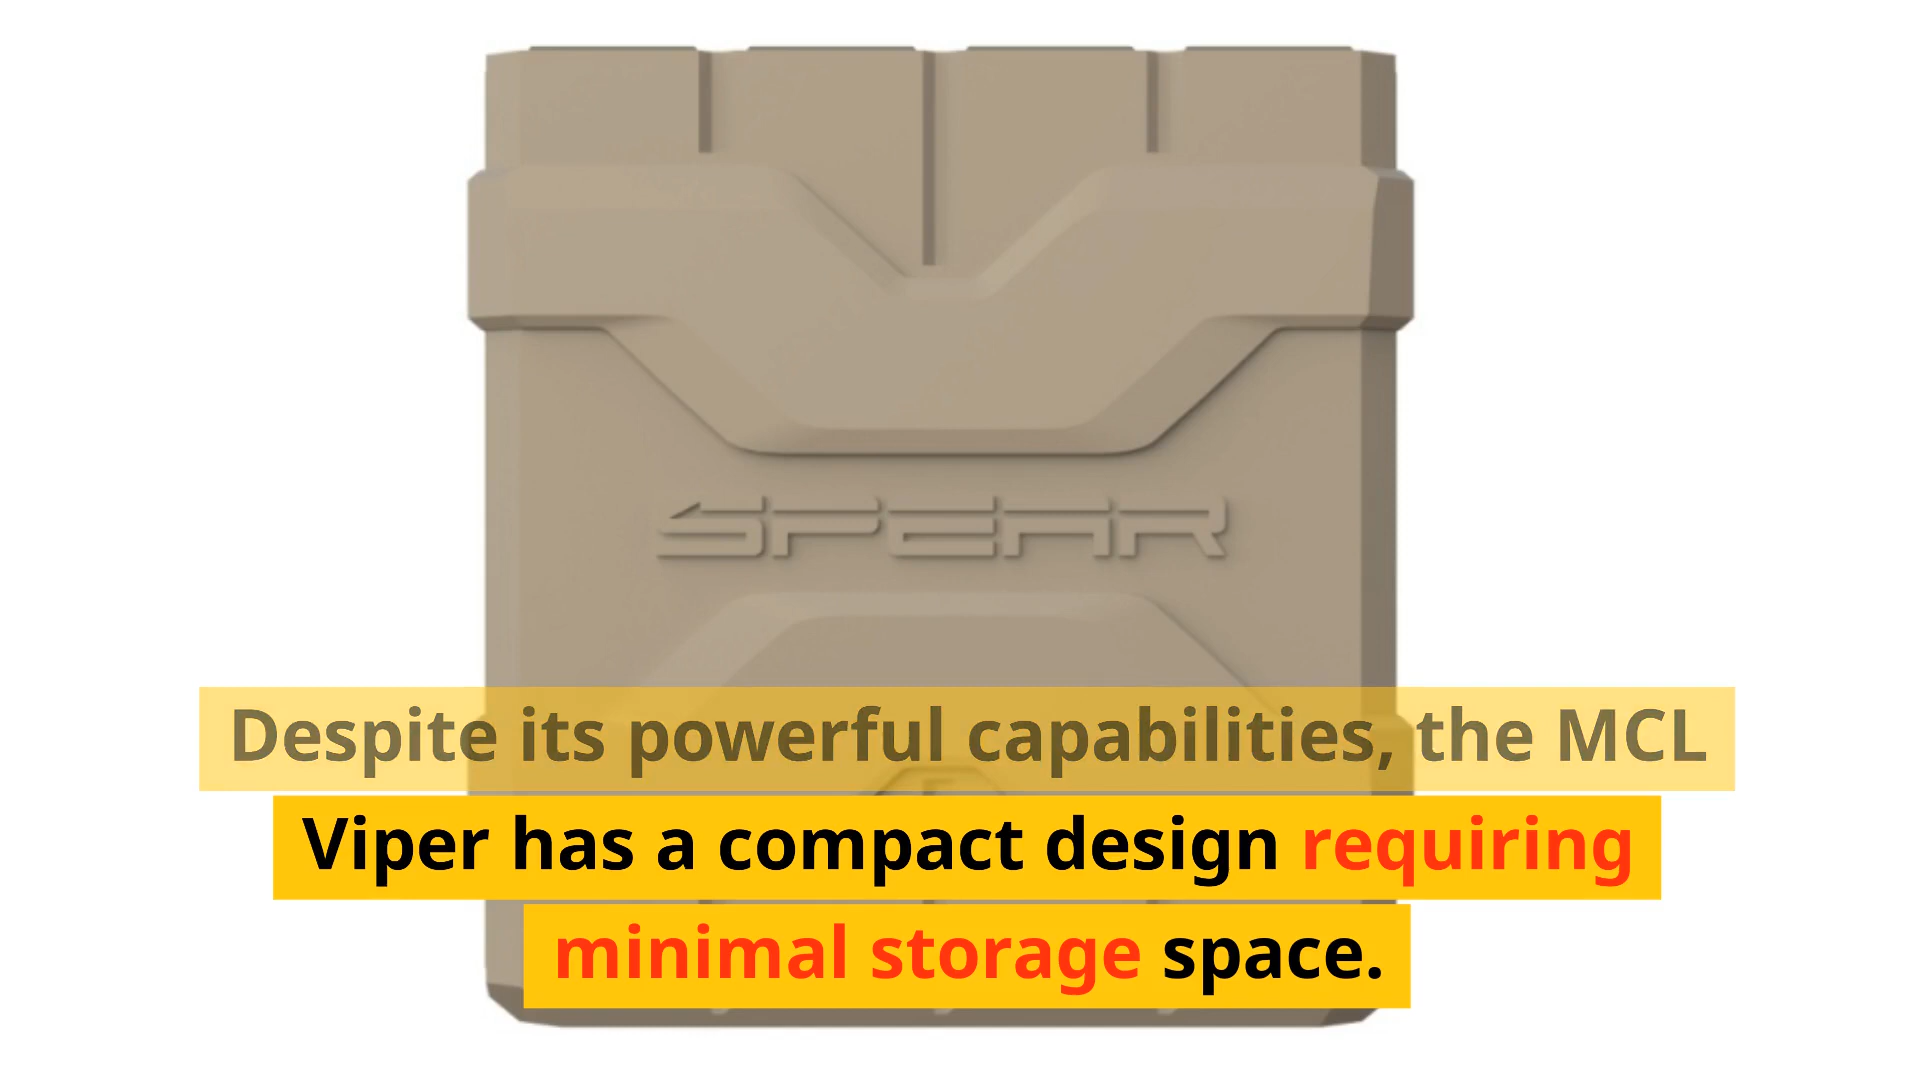 SPEAR
Despite its powerful capabilities, the MCL
Viper has a compact design requiring
minimal storage space.